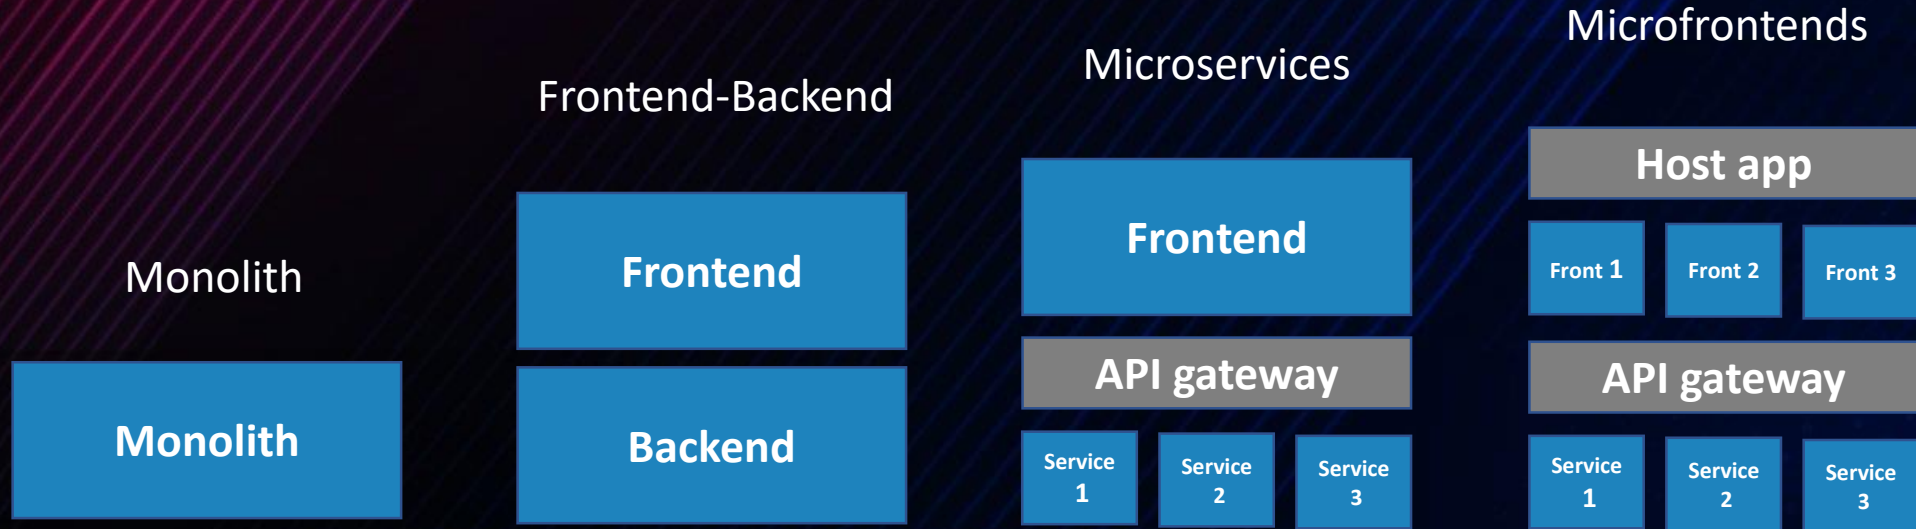 Monolith
Monolith
Frontend-Backend
Frontend
Backend
Microservices
Frontend
API gateway
Service
1
Service
2
Service
3
Microfrontends
Host app
Front 1
Front 2
Front 3
API gateway
Service
1
Service
2
Service
3